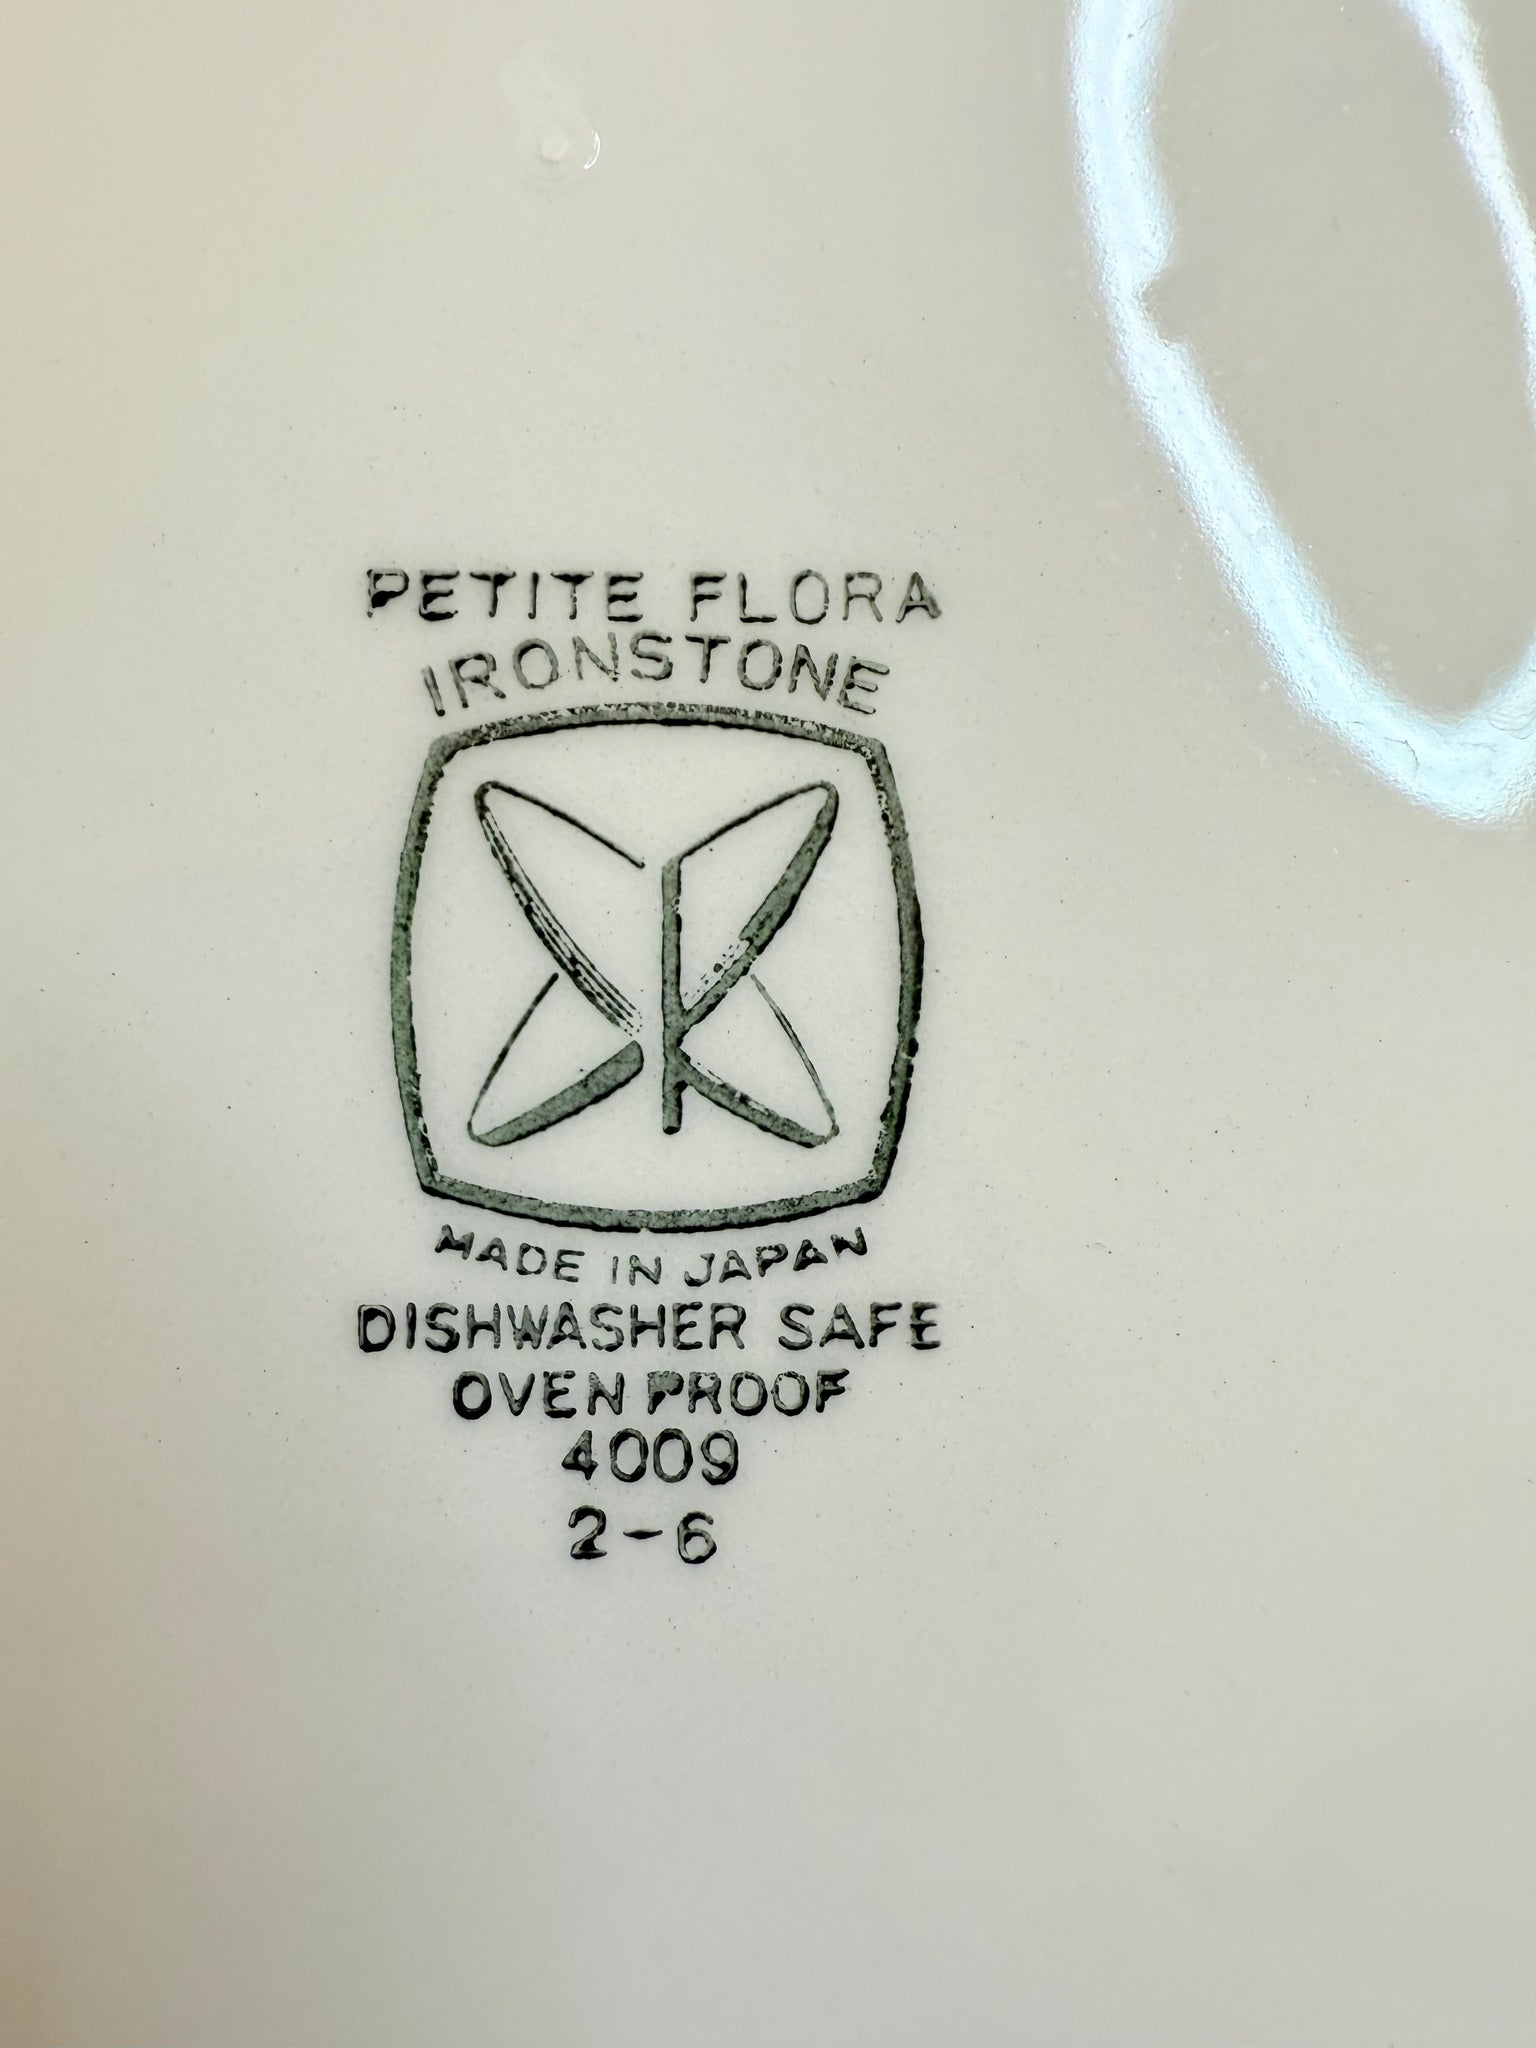 PETITE FLORA
IRONSTONE
MADE IN JAPAN
DISHWASHER SAFE
OVEN PROOF
4009
2-6